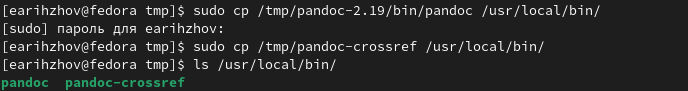 [earihzhov@fedora tmp]$ sudo cp /tmp/pandoc-2.19/bin/pandoc /usr/local/bin/
[sudo] пароль для earihzhov:
[earihzhov@fedora tmp]$ sudo cp /tmp/pandoc-crossref /usr/local/bin/
[earihzhov@fedora tmp]$ ls /usr/local/bin/
pandoc  pandoc-crossref